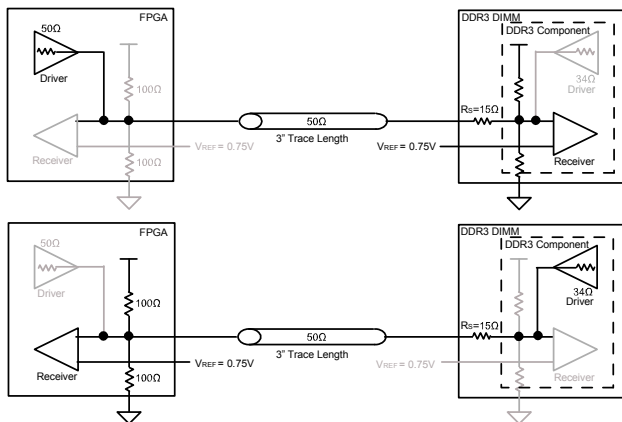 FPGA
50Ω
Driver
100Ω
100Ω
Receiver
VREF = 0.75V
50Ω
3" Trace Length
VREF = 0.75V
DDR3 DIMM
DDR3 Component
34Ω
Driver
RS=15Ω
Receiver
FPGA
50Ω
Driver
100Ω
100Ω
Receiver
VREF = 0.75V
50Ω
3" Trace Length
VREF = 0.75V
DDR3 DIMM
DDR3 Component
34Ω
Driver
RS=15Ω
Receiver